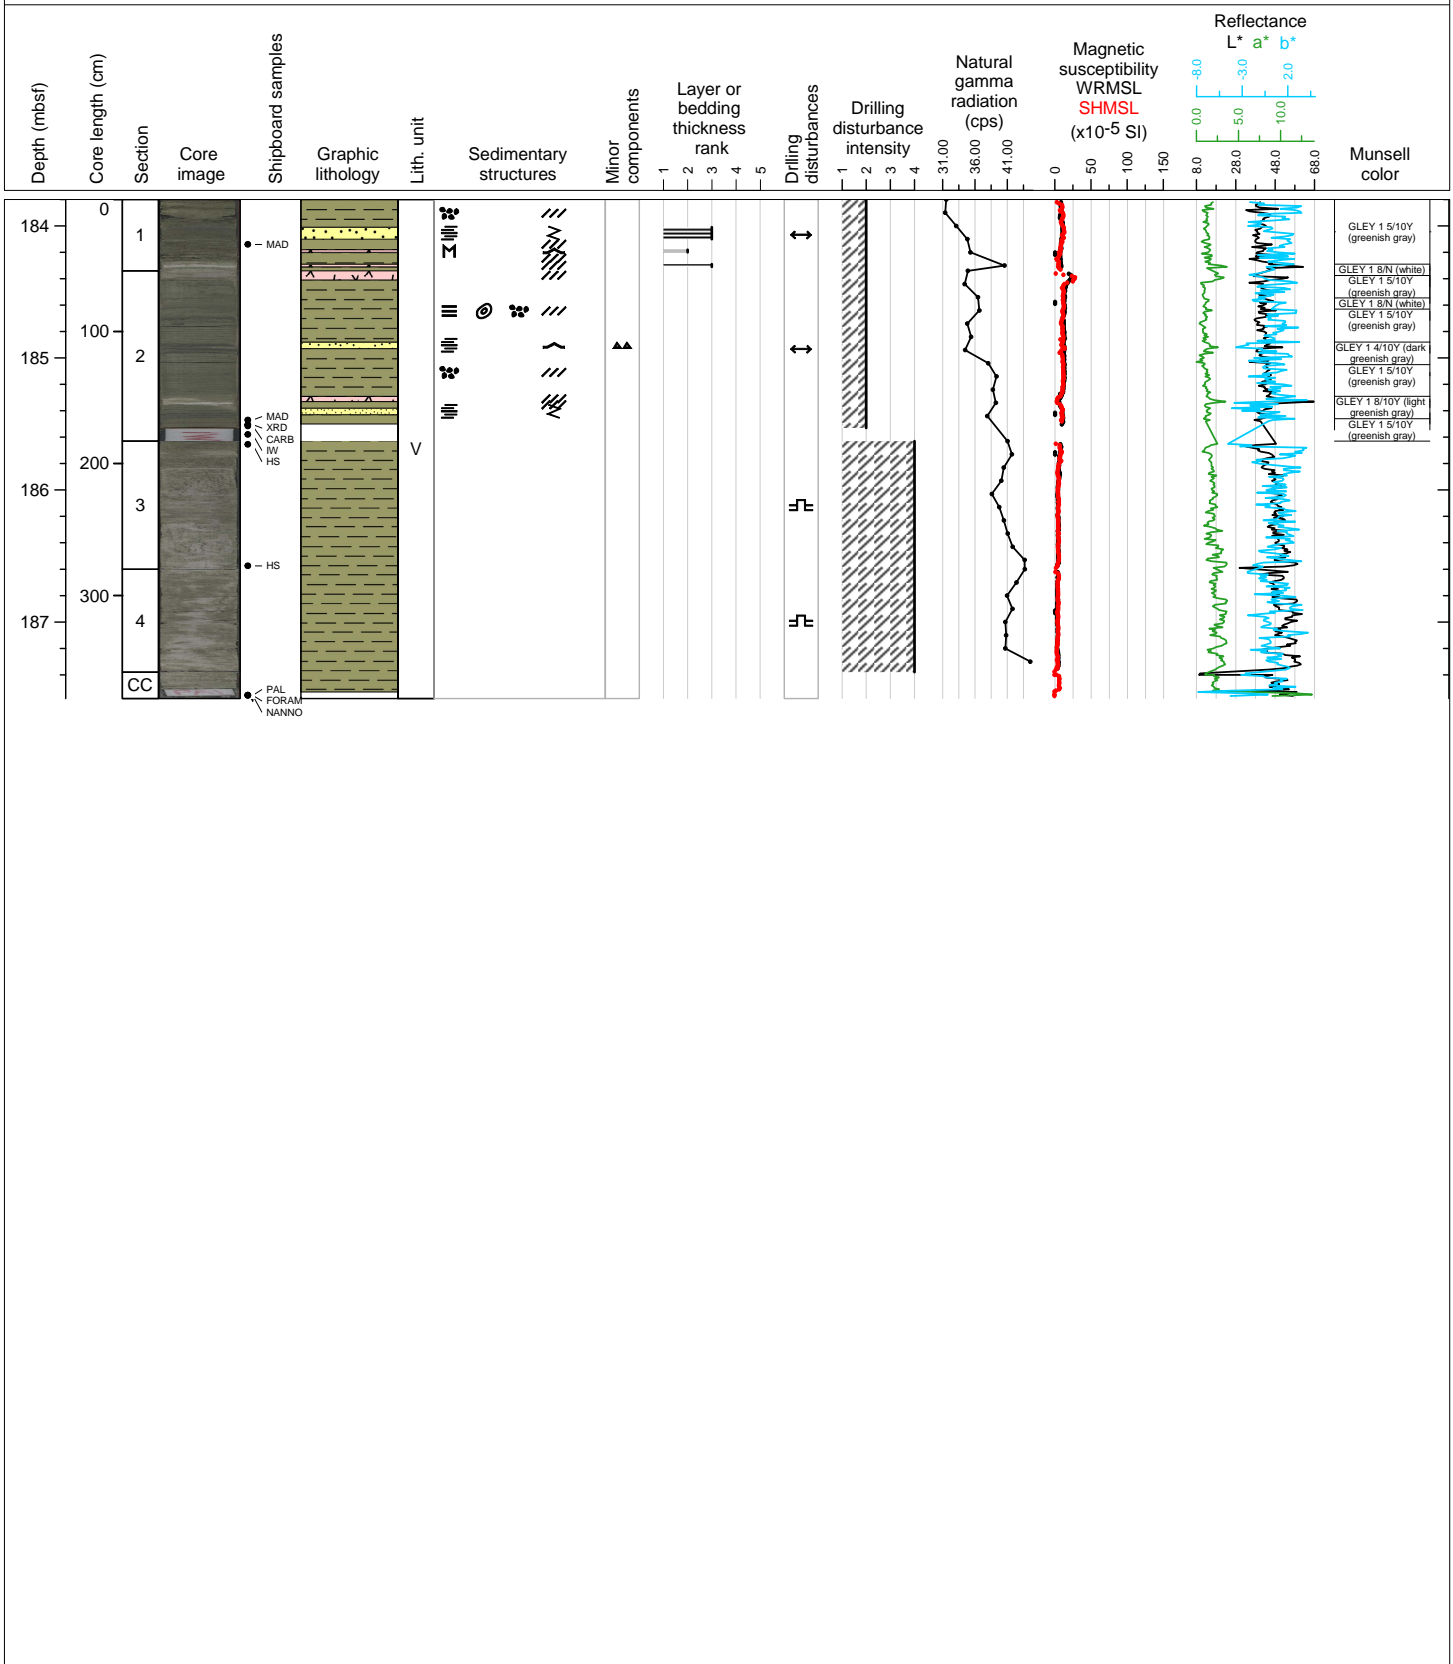 Depth (mbsf)
Core length (cm)
Section
Core
image
Shipboard samples
Graphic
lithology
Lith. unit
Sedimentary
structures
Minor
components
Layer or
bedding
thickness
rank
1 2 3 4 5
Drilling
disturbances
Drilling
disturbance
intensity
1 2 3 4
Natural
gamma
radiation
(cps)
31.00 36.00 41.00
Magnetic
susceptibility
WRMSL
SHMSL
(x10-5 SI)
0 50 100 150
Reflectance
L* a* b*
-8.0 -3.0 2.0
0.0 5.0 10.0
8.0 28.0 48.0 68.0
Munsell
color
184
185
186
187
0
100
200
300
1
2
3
4
CC
MAD
MAD
XRD
CARB
IW
HS
HS
PAL
FORAM
NANNO
V
GLEY 1 5/10Y
(greenish gray)
GLEY 1 8/N (white)
GLEY 1 5/10Y
(greenish gray)
GLEY 1 8/N (white)
GLEY 1 5/10Y
(greenish gray)
GLEY 1 4/10Y (dark
greenish gray)
GLEY 1 5/10Y
(greenish gray)
GLEY 1 8/10Y (light
greenish gray)
GLEY 1 5/10Y
(greenish gray)